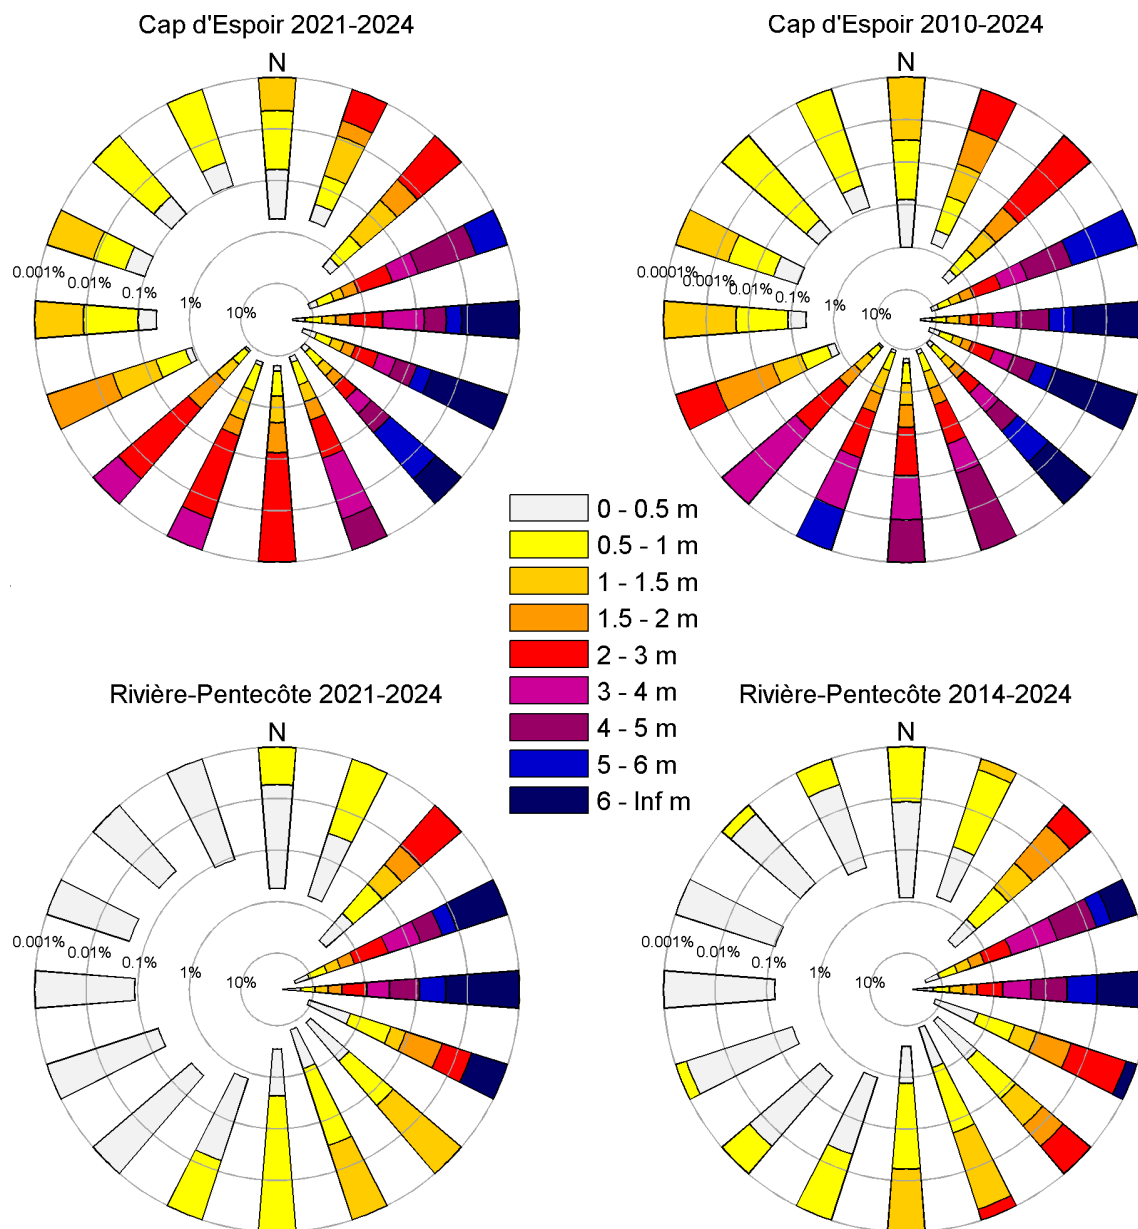 Cap d'Espoir 2021-2024
Cap d'Espoir 2010-2024
N
N
0.001%
0.01%
0.1%
1%
10%
0.0001%
0.001%
0.01%
0.1%
1%
10%
0 - 0.5 m
0.5 - 1 m
1 - 1.5 m
1.5 - 2 m
2 - 3 m
3 - 4 m
4 - 5 m
5 - 6 m
6 - Inf m
Rivière-Pentecôte 2021-2024
Rivière-Pentecôte 2014-2024
N
N
0.001%
0.01%
0.1%
1%
10%
0.001%
0.01%
0.1%
1%
10%